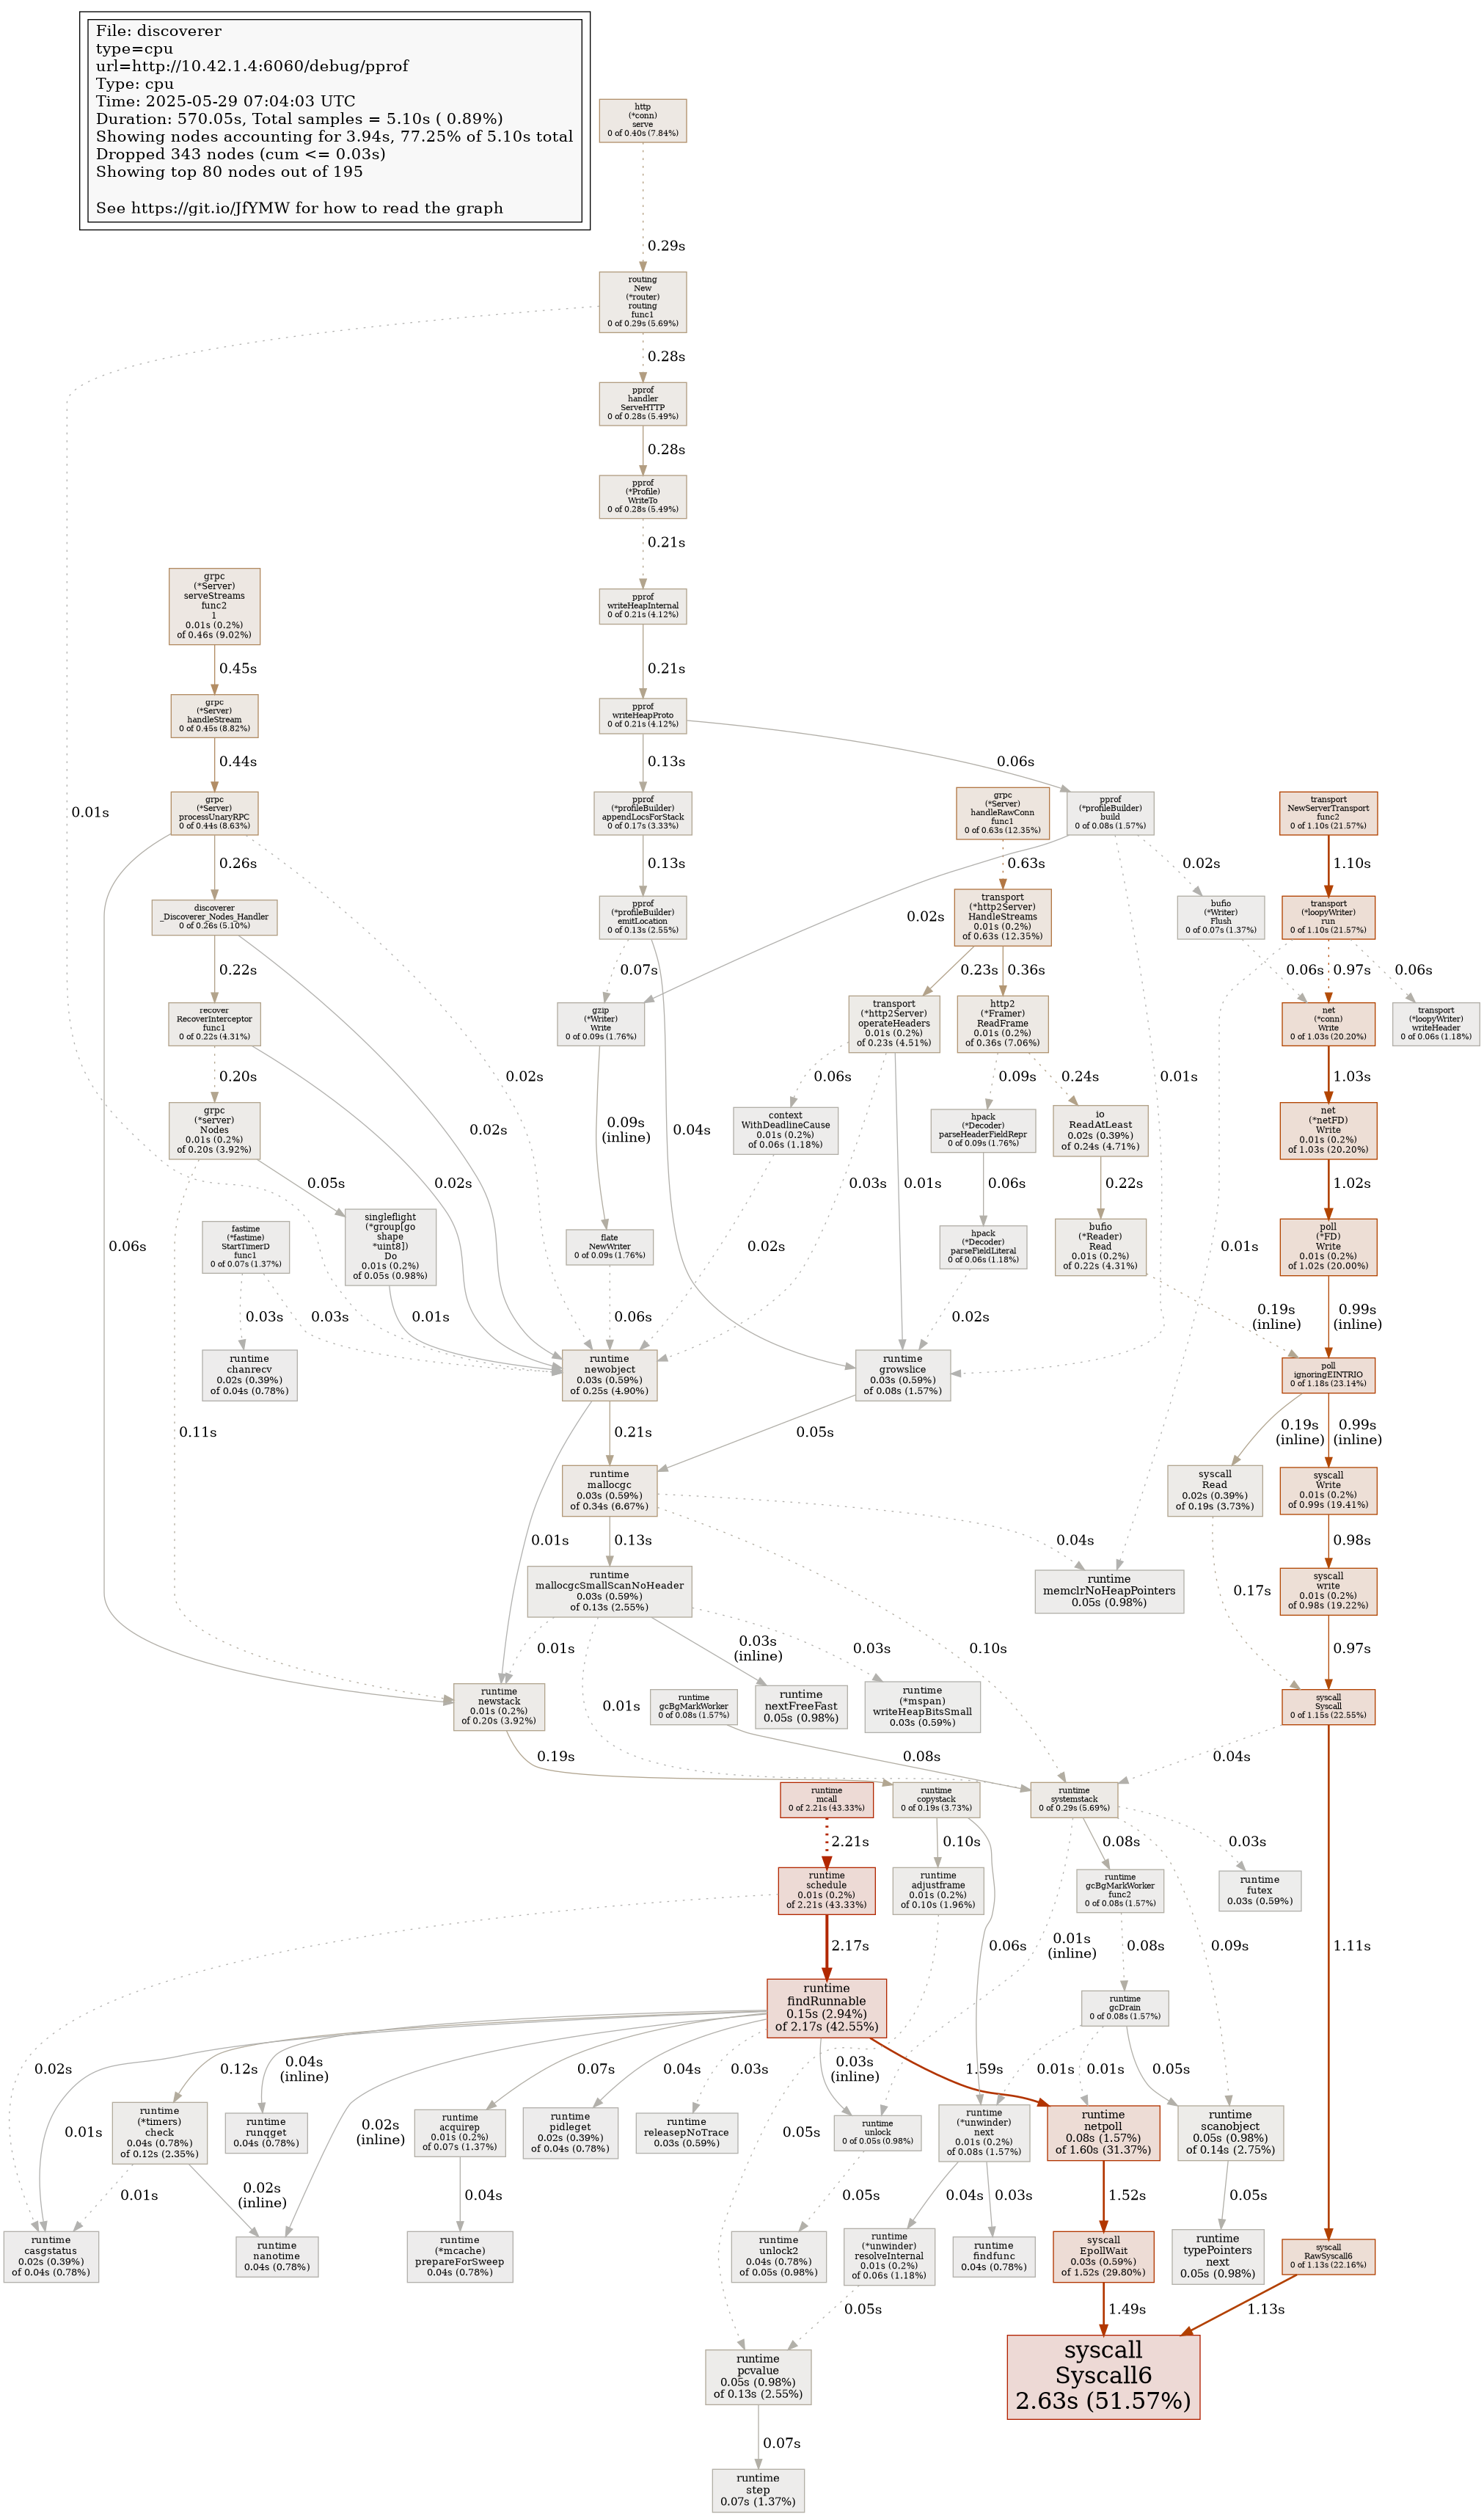 File: discoverer
type=cpu
url=http://10.42.1.4:6060/debug/pprof
Type: cpu
Time: 2025-05-29 07:04:03 UTC
Duration: 570.05s, Total samples = 5.10s ( 0.89%)
Showing nodes accounting for 3.94s, 77.25% of 5.10s total
Dropped 343 nodes (cum <= 0.03s)
Showing top 80 nodes out of 195
See https://git.io/JfYMW for how to read the graph
http
(*conn)
serve
0 of 0.40s (7.84%)
0.29s
routing
New
(*router)
routing
func1
0 of 0.29s (5.69%)
0.28s
pprof
handler
ServeHTTP
0 of 0.28s (5.49%)
0.28s
pprof
(*Profile)
WriteTo
0 of 0.28s (5.49%)
0.21s
grpc
(*Server)
serveStreams
func2
1
0.01s (0.2%)
of 0.46s (9.02%)
pprof
writeHeapInternal
0 of 0.21s (4.12%)
0.45s
0.21s
grpc
(*Server)
handleStream
0 of 0.45s (8.82%)
pprof
writeHeapProto
0 of 0.21s (4.12%)
0.44s
0.13s
0.06s
0.01s
grpc
(*Server)
processUnaryRPC
0 of 0.44s (8.63%)
pprof
(*profileBuilder)
appendLocsForStack
0 of 0.17s (3.33%)
grpc
(*Server)
handleRawConn
func1
0 of 0.63s (12.35%)
pprof
(*profileBuilder)
build
0 of 0.08s (1.57%)
transport
NewServerTransport
func2
0 of 1.10s (21.57%)
0.26s
0.13s
0.63s
0.02s
1.10s
discoverer
_Discoverer_Nodes_Handler
0 of 0.26s (5.10%)
pprof
(*profileBuilder)
emitLocation
0 of 0.13s (2.55%)
0.02s
transport
(*http2Server)
HandleStreams
0.01s (0.2%)
of 0.63s (12.35%)
bufio
(*Writer)
Flush
0 of 0.07s (1.37%)
transport
(*loopyWriter)
run
0 of 1.10s (21.57%)
0.22s
0.07s
0.23s
0.36s
0.06s
0.97s
0.06s
recover
RecoverInterceptor
func1
0 of 0.22s (4.31%)
gzip
(*Writer)
Write
0 of 0.09s (1.76%)
transport
(*http2Server)
operateHeaders
0.01s (0.2%)
of 0.23s (4.51%)
http2
(*Framer)
ReadFrame
0.01s (0.2%)
of 0.36s (7.06%)
net
(*conn)
Write
0 of 1.03s (20.20%)
transport
(*loopyWriter)
writeHeader
0 of 0.06s (1.18%)
0.20s
0.02s
0.06s
0.09s
0.24s
0.01s
1.03s
grpc
(*server)
Nodes
0.01s (0.2%)
of 0.20s (3.92%)
0.02s
0.09s
(inline)
0.04s
context
WithDeadlineCause
0.01s (0.2%)
of 0.06s (1.18%)
hpack
(*Decoder)
parseHeaderFieldRepr
0 of 0.09s (1.76%)
io
ReadAtLeast
0.02s (0.39%)
of 0.24s (4.71%)
net
(*netFD)
Write
0.01s (0.2%)
of 1.03s (20.20%)
0.05s
0.02s
0.03s
0.01s
0.06s
0.22s
1.02s
0.06s
fastime
(*fastime)
StartTimerD
func1
0 of 0.07s (1.37%)
singleflight
(*group[go
shape
*uint8])
Do
0.01s (0.2%)
of 0.05s (0.98%)
flate
NewWriter
0 of 0.09s (1.76%)
0.02s
hpack
(*Decoder)
parseFieldLiteral
0 of 0.06s (1.18%)
bufio
(*Reader)
Read
0.01s (0.2%)
of 0.22s (4.31%)
0.01s
poll
(*FD)
Write
0.01s (0.2%)
of 1.02s (20.00%)
0.03s
0.03s
0.01s
0.06s
0.02s
0.19s
(inline)
0.99s
(inline)
runtime
chanrecv
0.02s (0.39%)
of 0.04s (0.78%)
runtime
newobject
0.03s (0.59%)
of 0.25s (4.90%)
runtime
growslice
0.03s (0.59%)
of 0.08s (1.57%)
poll
ignoringEINTRIO
0 of 1.18s (23.14%)
0.11s
0.21s
0.05s
0.19s
(inline)
0.99s
(inline)
runtime
mallocgc
0.03s (0.59%)
of 0.34s (6.67%)
syscall
Read
0.02s (0.39%)
of 0.19s (3.73%)
syscall
Write
0.01s (0.2%)
of 0.99s (19.41%)
0.01s
0.13s
0.04s
0.98s
runtime
mallocgcSmallScanNoHeader
0.03s (0.59%)
of 0.13s (2.55%)
runtime
memclrNoHeapPointers
0.05s (0.98%)
0.17s
syscall
write
0.01s (0.2%)
of 0.98s (19.22%)
0.01s
0.03s
(inline)
0.03s
0.10s
0.97s
runtime
newstack
0.01s (0.2%)
of 0.20s (3.92%)
0.01s
runtime
gcBgMarkWorker
0 of 0.08s (1.57%)
runtime
nextFreeFast
0.05s (0.98%)
runtime
(*mspan)
writeHeapBitsSmall
0.03s (0.59%)
syscall
Syscall
0 of 1.15s (22.55%)
0.19s
0.08s
0.04s
runtime
mcall
0 of 2.21s (43.33%)
runtime
copystack
0 of 0.19s (3.73%)
runtime
systemstack
0 of 0.29s (5.69%)
2.21s
0.10s
0.08s
0.03s
runtime
schedule
0.01s (0.2%)
of 2.21s (43.33%)
runtime
adjustframe
0.01s (0.2%)
of 0.10s (1.96%)
runtime
gcBgMarkWorker
func2
0 of 0.08s (1.57%)
runtime
futex
0.03s (0.59%)
2.17s
0.06s
0.01s
(inline)
0.08s
0.09s
1.11s
runtime
findRunnable
0.15s (2.94%)
of 2.17s (42.55%)
runtime
gcDrain
0 of 0.08s (1.57%)
0.02s
0.12s
0.04s
(inline)
0.07s
0.04s
0.03s
0.03s
(inline)
1.59s
0.01s
0.01s
0.05s
0.01s
runtime
(*timers)
check
0.04s (0.78%)
of 0.12s (2.35%)
runtime
runqget
0.04s (0.78%)
0.02s
(inline)
runtime
acquirep
0.01s (0.2%)
of 0.07s (1.37%)
runtime
pidleget
0.02s (0.39%)
of 0.04s (0.78%)
runtime
releasepNoTrace
0.03s (0.59%)
0.05s
runtime
unlock
0 of 0.05s (0.98%)
runtime
(*unwinder)
next
0.01s (0.2%)
of 0.08s (1.57%)
runtime
netpoll
0.08s (1.57%)
of 1.60s (31.37%)
runtime
scanobject
0.05s (0.98%)
of 0.14s (2.75%)
0.01s
0.02s
(inline)
0.04s
0.05s
0.04s
0.03s
1.52s
0.05s
runtime
casgstatus
0.02s (0.39%)
of 0.04s (0.78%)
runtime
nanotime
0.04s (0.78%)
runtime
(*mcache)
prepareForSweep
0.04s (0.78%)
runtime
unlock2
0.04s (0.78%)
of 0.05s (0.98%)
runtime
(*unwinder)
resolveInternal
0.01s (0.2%)
of 0.06s (1.18%)
runtime
findfunc
0.04s (0.78%)
syscall
EpollWait
0.03s (0.59%)
of 1.52s (29.80%)
runtime
typePointers
next
0.05s (0.98%)
syscall
RawSyscall6
0 of 1.13s (22.16%)
0.05s
1.49s
1.13s
runtime
pcvalue
0.05s (0.98%)
of 0.13s (2.55%)
syscall
Syscall6
2.63s (51.57%)
0.07s
runtime
step
0.07s (1.37%)